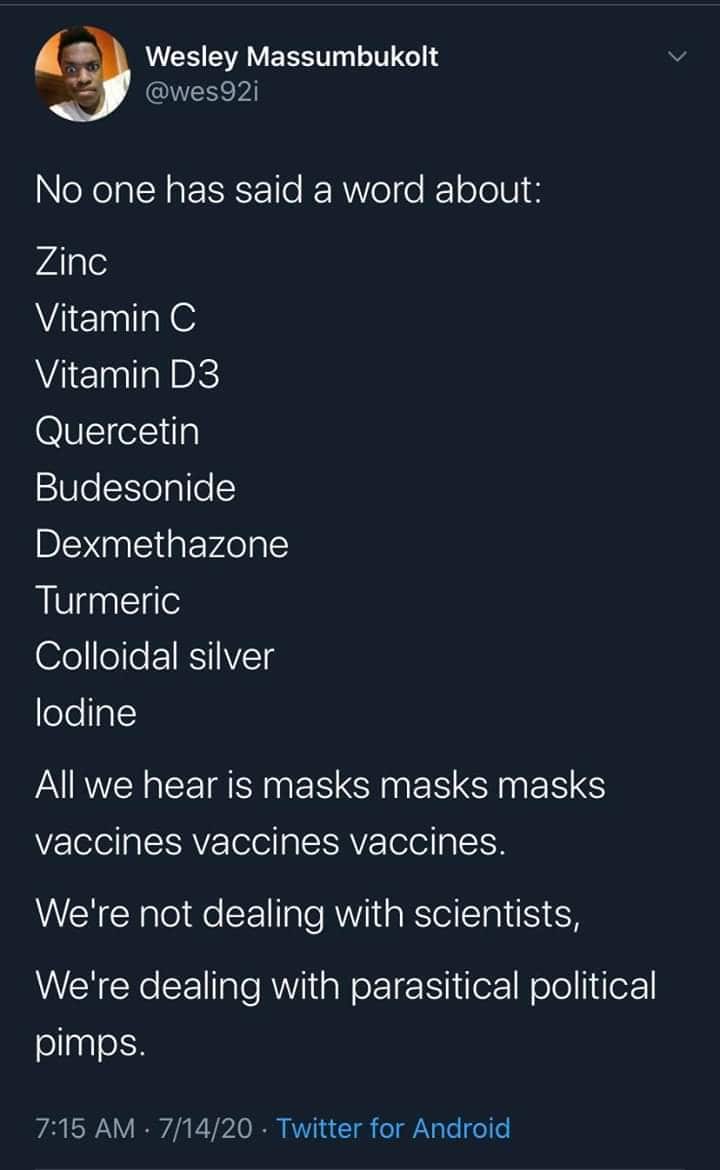 Wesley Massumbukolt
@wes92i
No one has said a word about:
Zinc
Vitamin C
Vitamin D3
Quercetin
Budesonide
Dexmethazone
Turmeric
Colloidal silver
Iodine
All we hear is masks masks masks
vaccines vaccines vaccines.
We're not dealing with scientists,
We're dealing with parasitical political
pimps.
7:15 AM · 7/14/20 · Twitter for Android